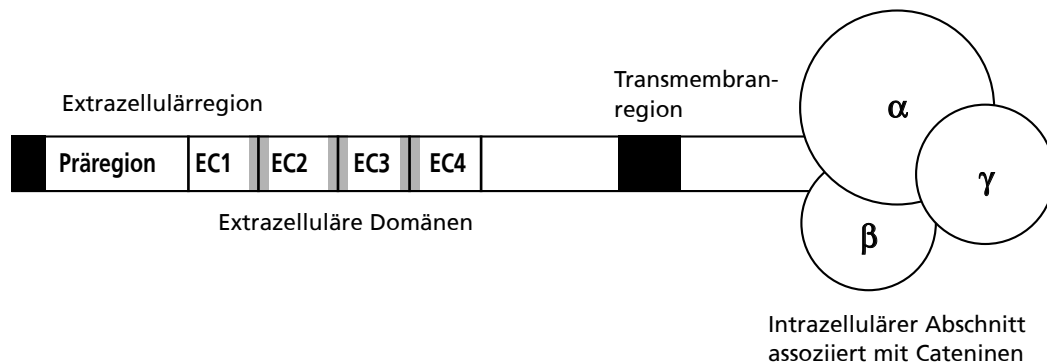 Transmembran-
region
Extrazellulärregion
α
Präregion EC1 EC2 EC3 EC4
γ
Extrazelluläre Domänen
β
Intrazellulärer Abschnitt
assoziiert mit Cateninen